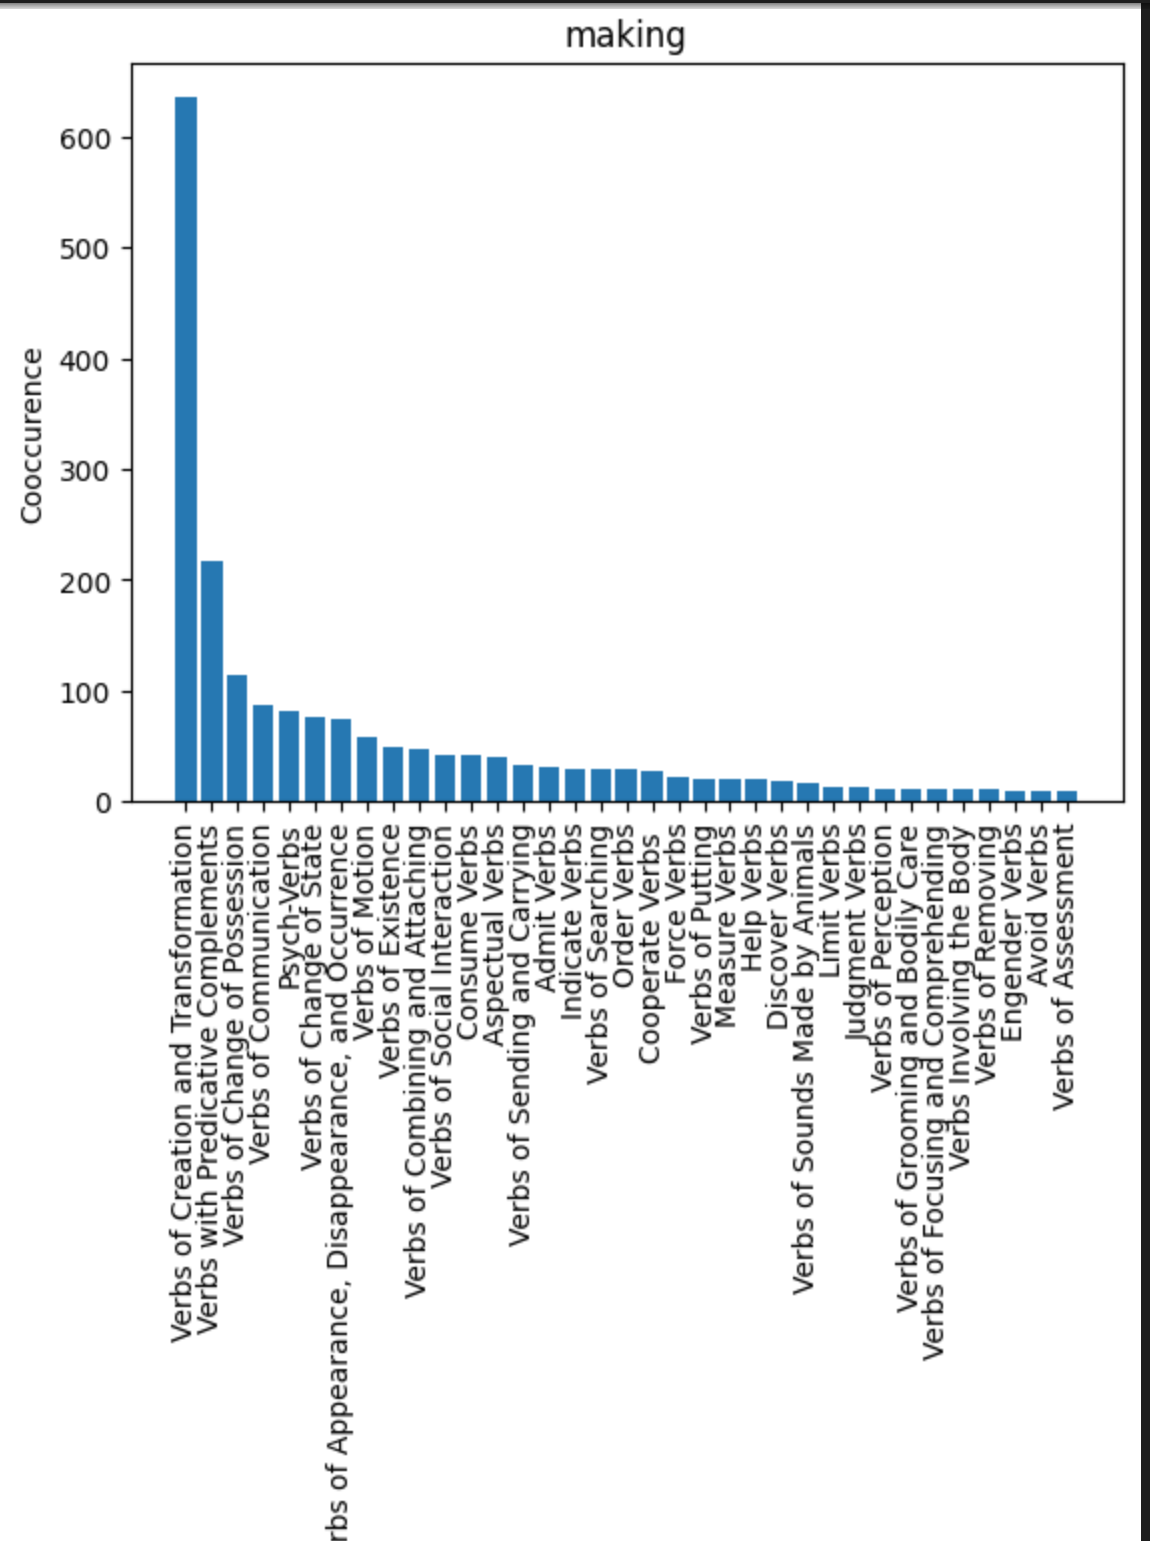 making
Cooccurence
600
500
400
300
200
100
0
Verbs of Creation and Transformation
Verbs with Predicative Complements
Verbs of Change of Possession
Verbs of Communication
Psych-Verbs
Verbs of Change of State
rbs of Appearance, Disappearance, and Occurrence
Verbs of Motion
Verbs of Existence
Verbs of Combining and Attaching
Verbs of Social Interaction
Consume Verbs
Aspectual Verbs
Verbs of Sending and Carrying
Admit Verbs
Indicate Verbs
Verbs of Searching
Order Verbs
Cooperate Verbs
Force Verbs
Verbs of Putting
Measure Verbs
Help Verbs
Discover Verbs
Verbs of Sounds Made by Animals
Limit Verbs
Judgment Verbs
Verbs of Perception
Verbs of Grooming and Bodily Care
Verbs of Focusing and Comprehending
Verbs Involving the Body
Verbs of Removing
Engender Verbs
Avoid Verbs
Verbs of Assessment